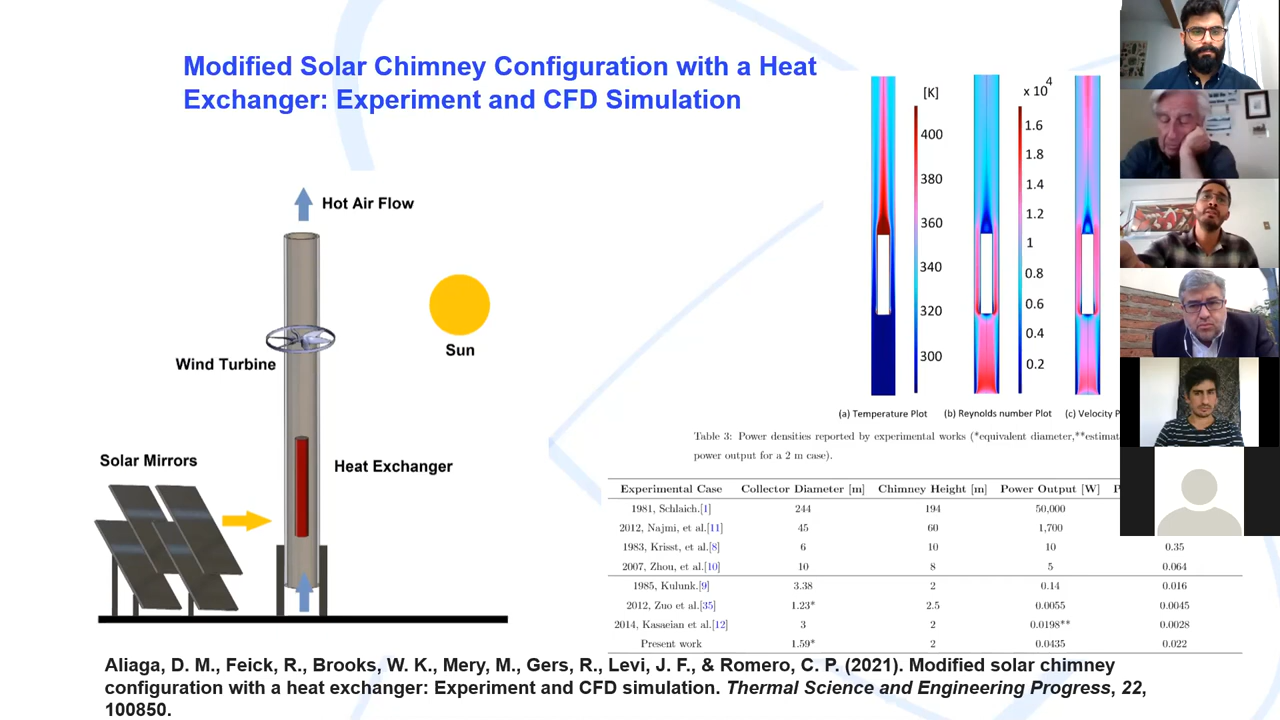 Modified Solar Chimney Configuration with a Heat
Exchanger: Experiment and CFD Simulation
Hot Air Flow
Sun
Wind Turbine
Solar Mirrors
Heat Exchanger
[K]
400
380
360
340
320
300
x 10^4
1.6
1.8
1.4
1.2
1
0.8
0.6
0.4
0.2
(a) Temperature Plot (b) Reynolds number Plot (c) Velocity P
Table 3: Power densities reported by experimental works (*equivalent diameter,**estimat
power output for a 2 m case).
Experimental Case Collector Diameter [m] Chimney Height [m] Power Output [W] P
1981, Schlaich.[1] 244 194 50,000
2012, Najmi, et al.[11] 45 60 1,700
1983, Krisst, et al.[8] 6 10 10 0.35
2007, Zhou, et al.[10] 10 8 5 0.064
1985, Kulunk.[9] 3.38 2 0.14 0.016
2012, Zuo et al.[35] 1.23* 2.5 0.0055 0.0045
2014, Kasaeian et al.[12] 3 2 0.0198** 0.0028
Present work 1.59* 2 0.0435 0.022
Aliaga, D. M., Feick, R., Brooks, W. K., Mery, M., Gers, R., Levi, J. F., & Romero, C. P. (2021). Modified solar chimney
configuration with a heat exchanger: Experiment and CFD simulation. Thermal Science and Engineering Progress, 22,
100850.